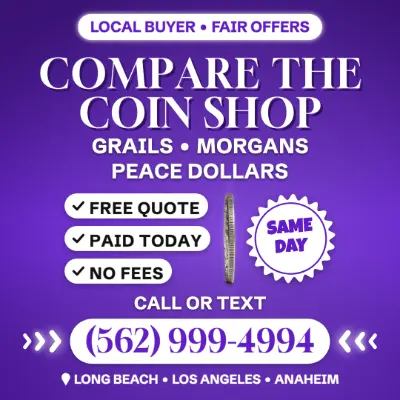 LOCAL BUYER • FAIR OFFERS
COMPARE THE
COIN SHOP
GRAILS • MORGANS
PEACE DOLLARS
✓ FREE QUOTE
✓ PAID TODAY
✓ NO FEES
SAME
DAY
CALL OR TEXT
(562) 999-4994
LONG BEACH • LOS ANGELES • ANAHEIM